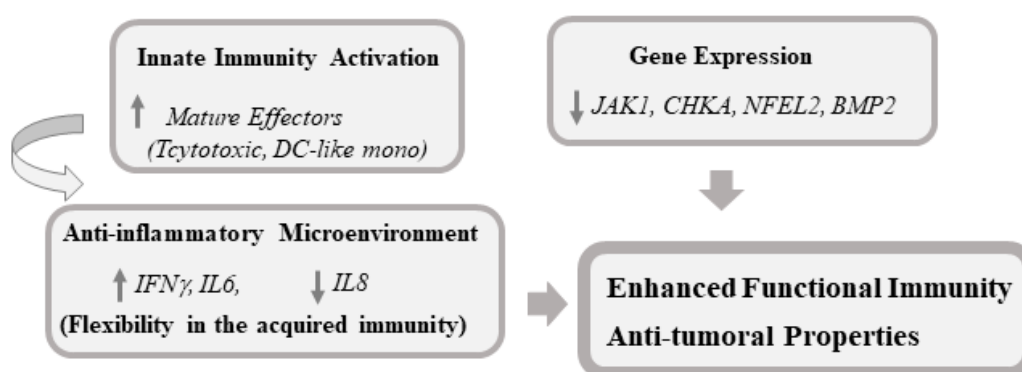 Innate Immunity Activation
↑ Mature Effectors
(Tcytotoxic, DC-like mono)
Gene Expression
↓ JAK1, CHKA, NFEL2, BMP2
Anti-inflammatory Microenvironment
↑ IFNγ, IL6, ↓ IL8
(Flexibility in the acquired immunity)
Enhanced Functional Immunity
Anti-tumoral Properties